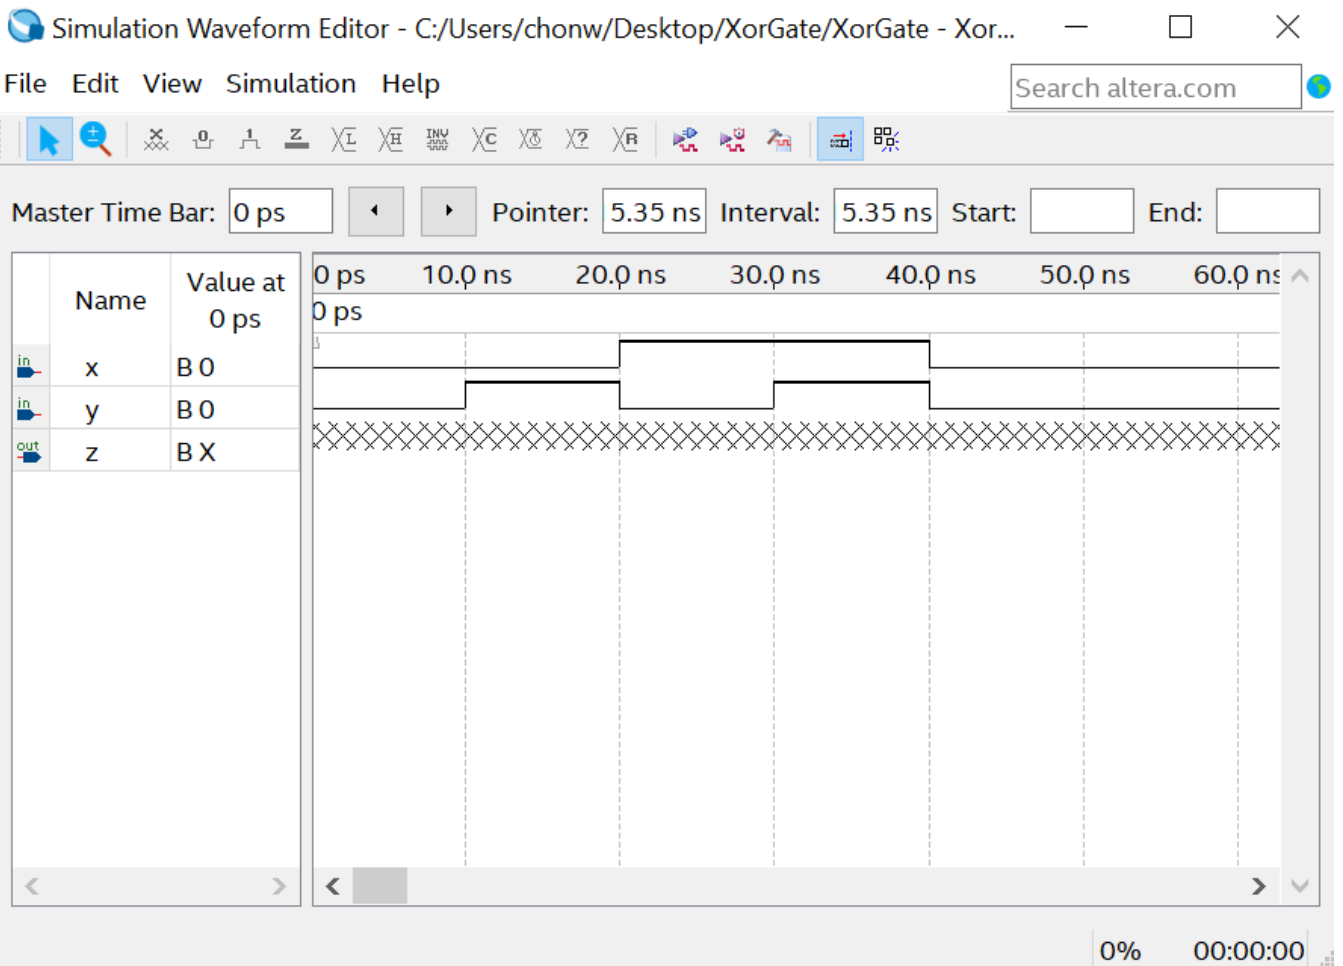 Simulation Waveform Editor - C:/Users/chonw/Desktop/XorGate/XorGate - Xor...
File Edit View Simulation Help
Search altera.com
Master Time Bar: 0 ps Pointer: 5.35 ns Interval: 5.35 ns Start: End:
Name Value at 0 ps
0 ps 10.0 ns 20.0 ns 30.0 ns 40.0 ns 50.0 ns 60.0 ns
0 ps
in x B 0
in y B 0
out z B X
0% 00:00:00